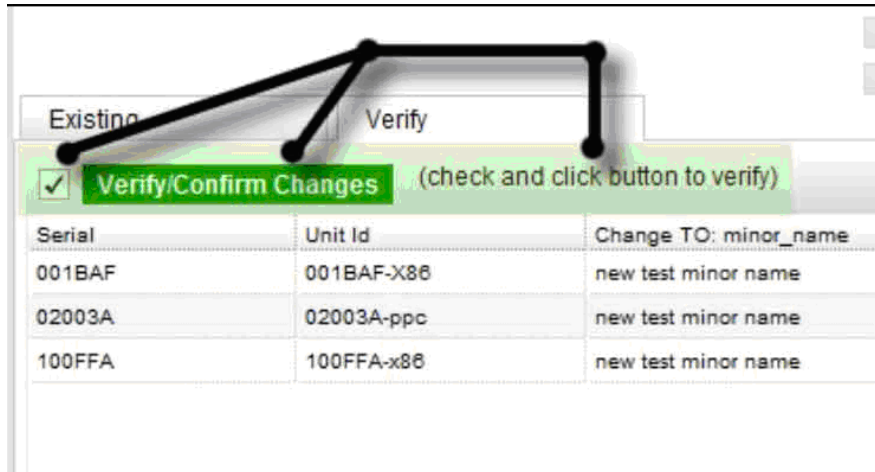 Existing Verify
Verify/Confirm Changes (check and click button to verify)
Serial Unit Id Change TO: minor_name
001BAF 001BAF-X86 new test minor name
02003A 02003A-ppc new test minor name
100FFA 100FFA-x86 new test minor name